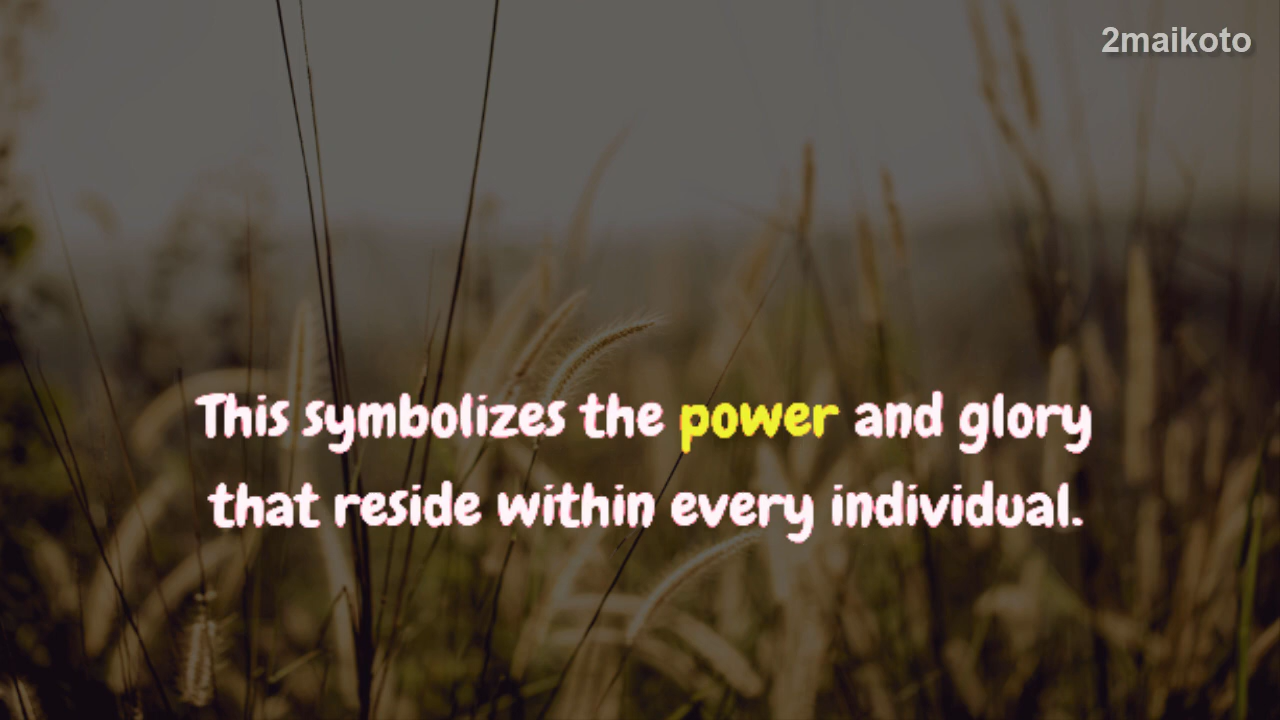 2maikoto
This symbolizes the power and glory
that reside within every individual.